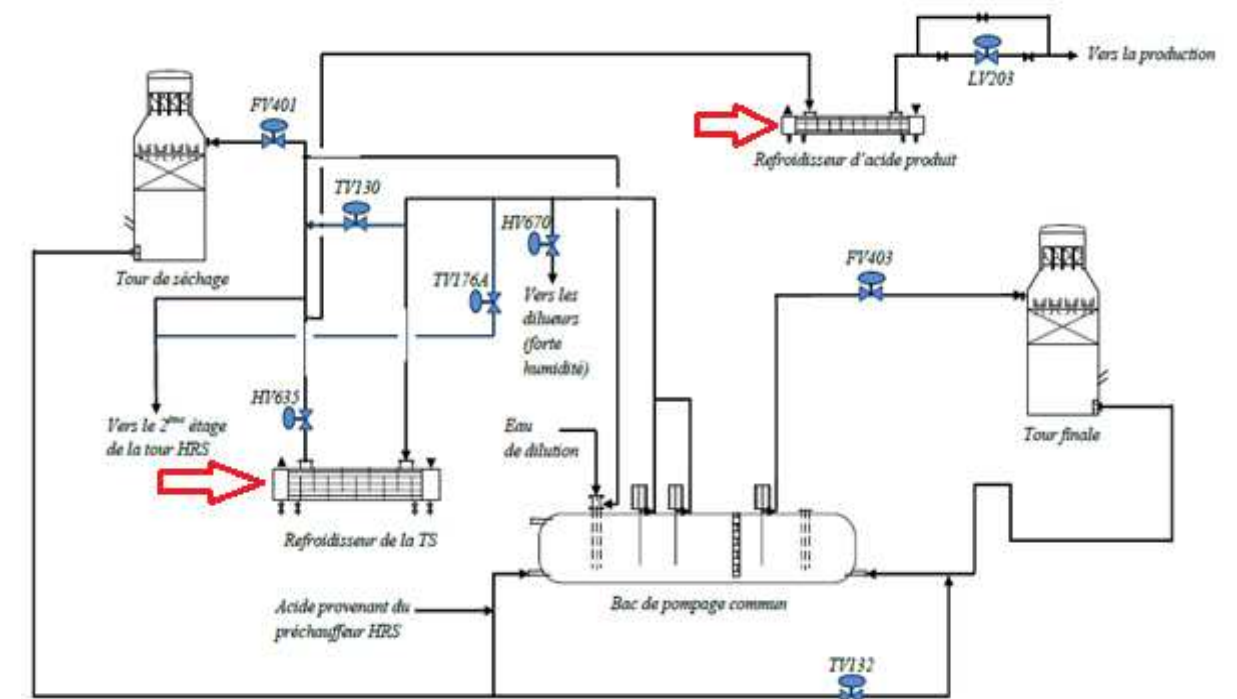 Vers la production
LV203
FV401
Refroidisseur d'acide produit
TV130
HV670
FV403
Tour de séchage
TV176A
Vers les
dilueurs
(forte
humidité)
HV635
Vers le 2ème étage
de la tour HRS
Eau
de dilution
Tour finale
Refroidisseur de la TS
Bac de pompage commun
Acide provenant du
préchauffeur HRS
TV132